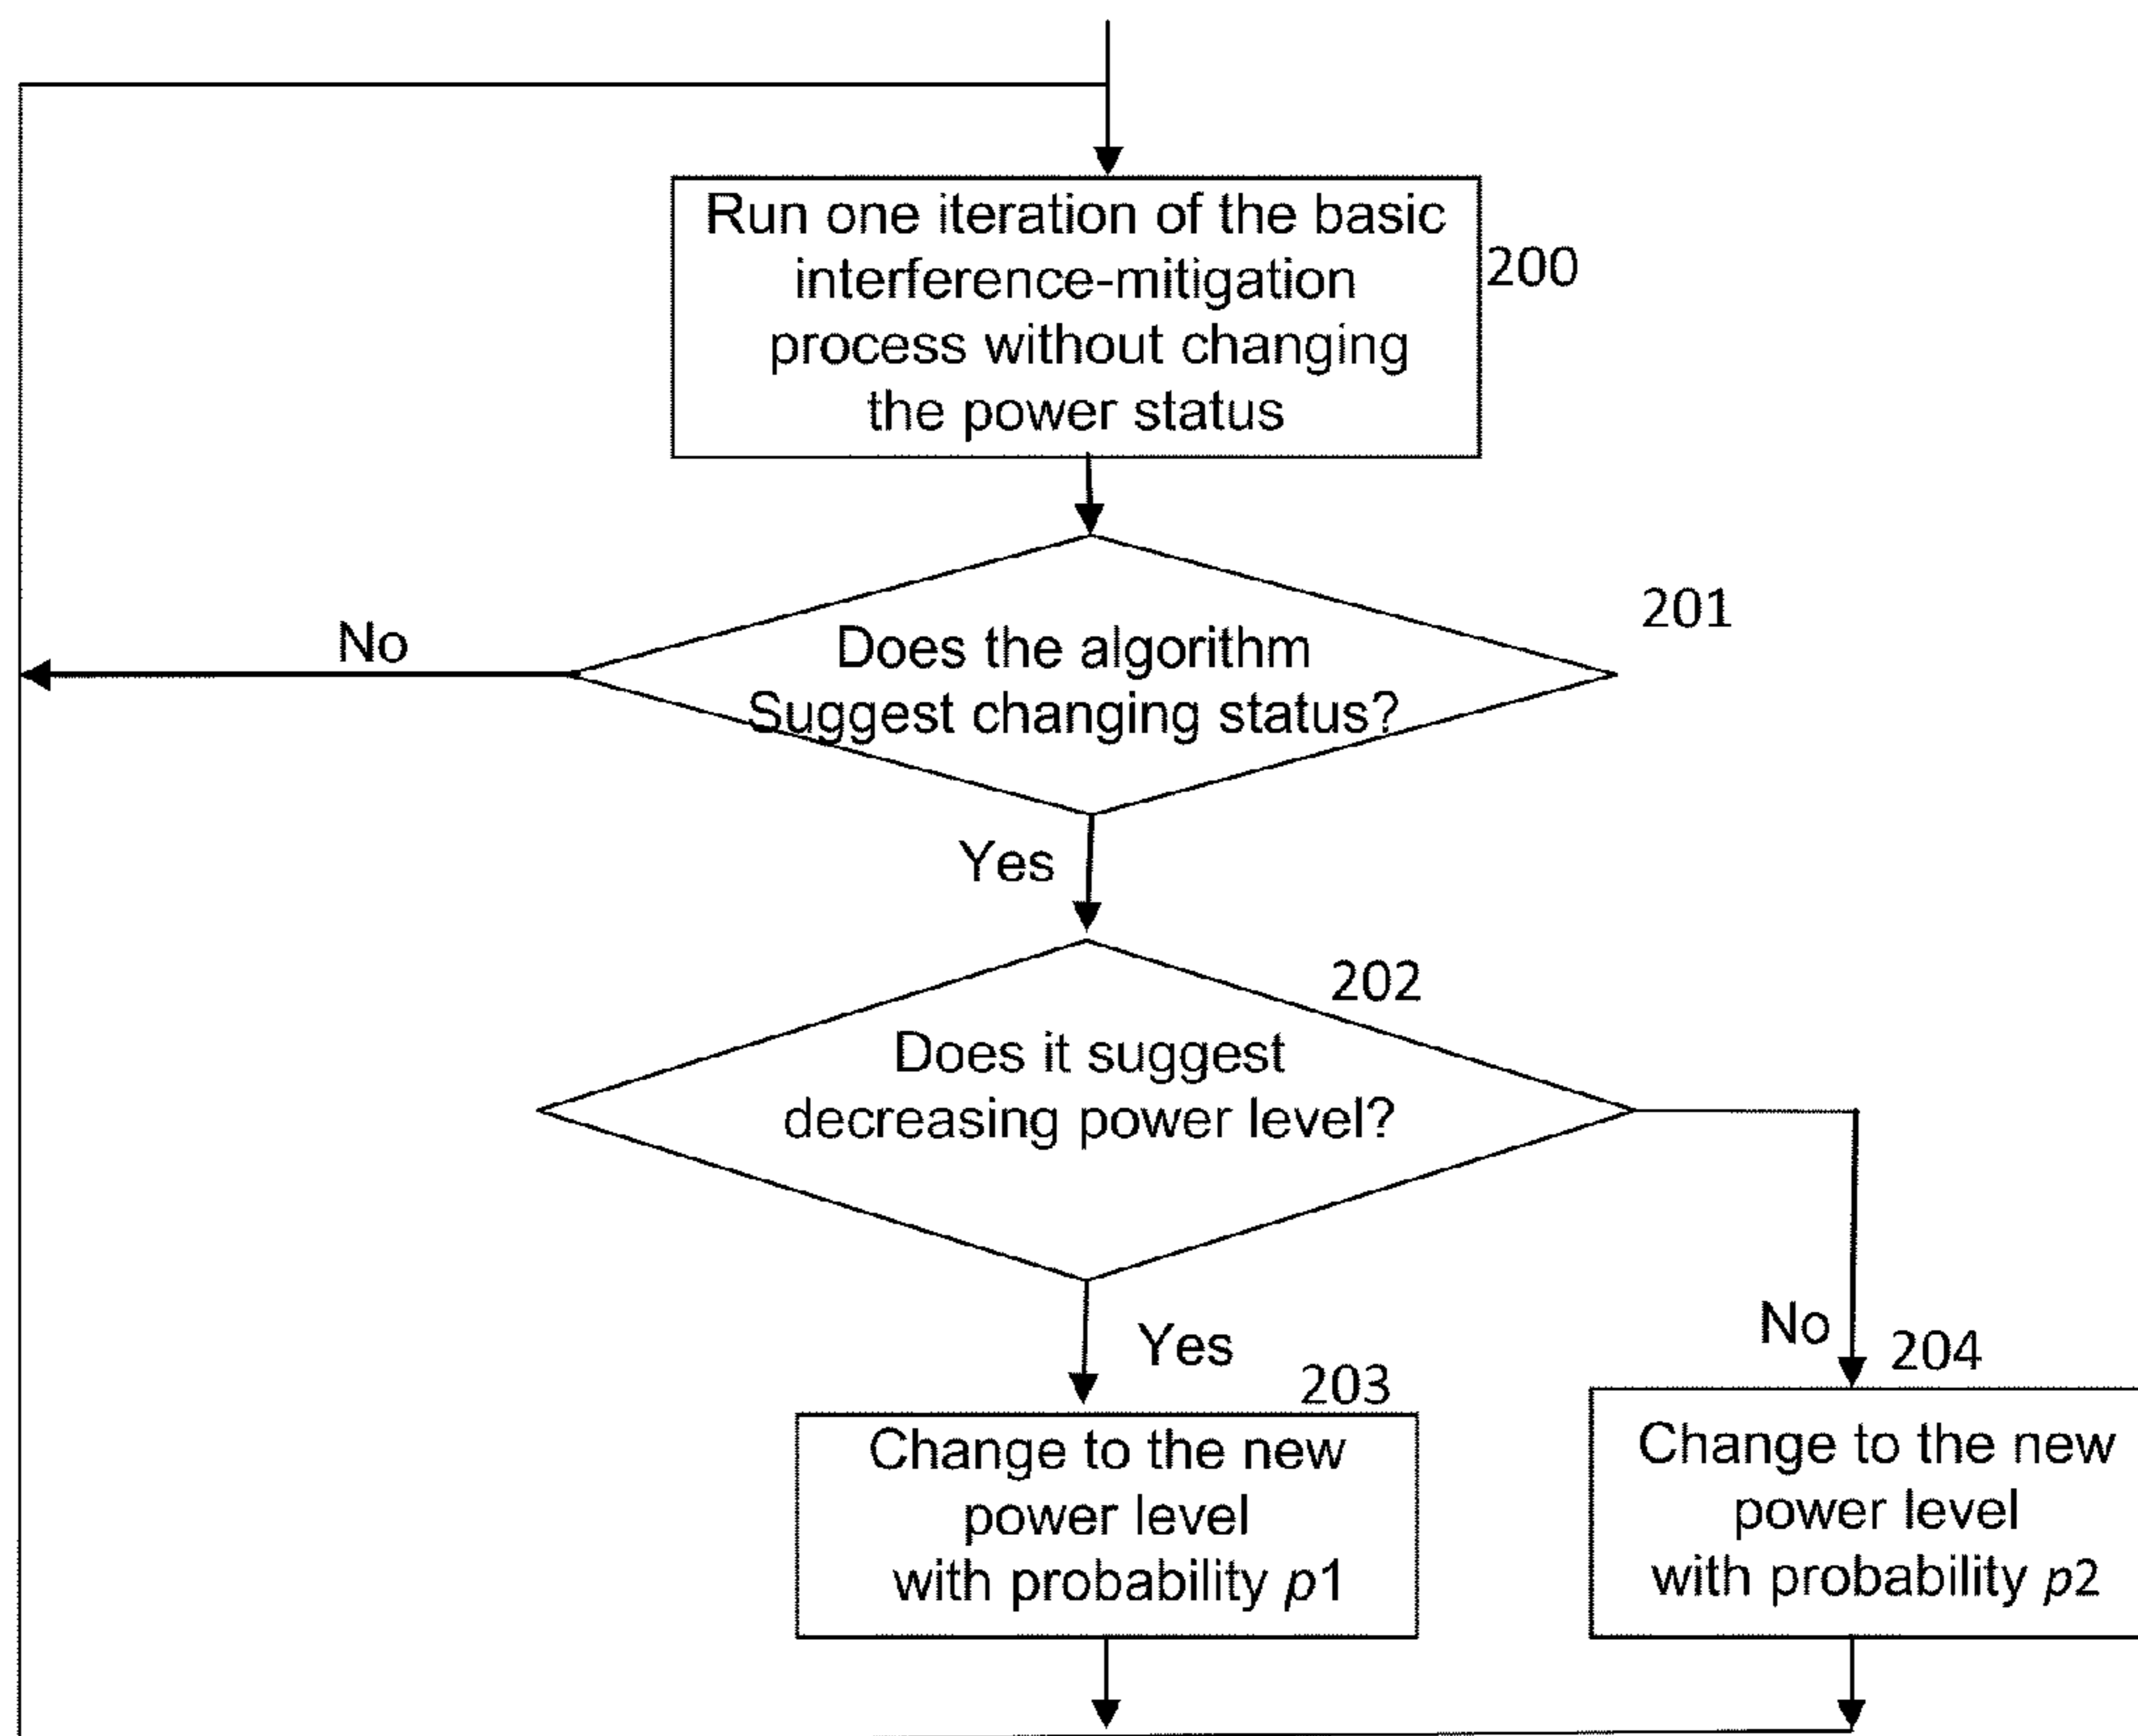 Run one iteration of the basic
interference-mitigation
process without changing
the power status
200
201
No
Does the algorithm
Suggest changing status?
Yes
202
Does it suggest
decreasing power level?
Yes
No
203
204
Change to the new
power level
with probability p1
Change to the new
power level
with probability p2